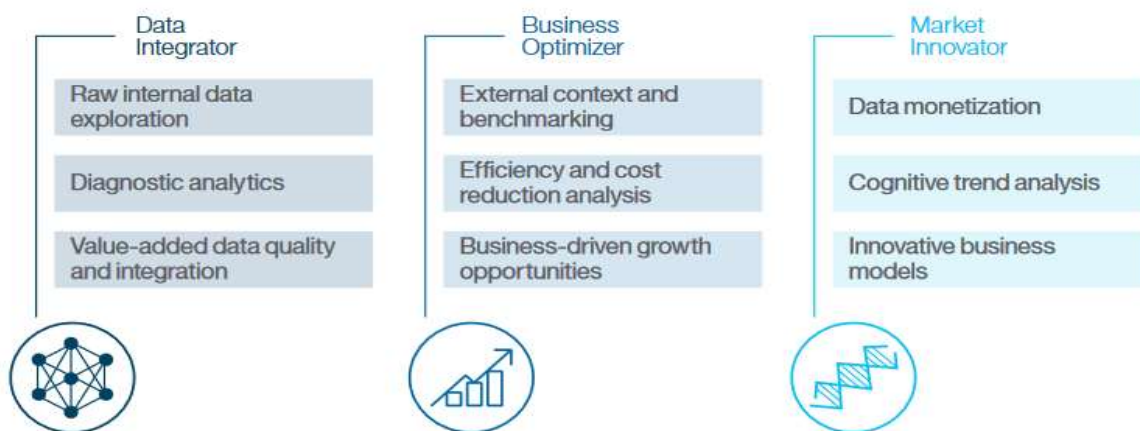 Data
Integrator
Raw internal data
exploration
Diagnostic analytics
Value-added data quality
and integration
Business
Optimizer
External context and
benchmarking
Efficiency and cost
reduction analysis
Business-driven growth
opportunities
Market
Innovator
Data monetization
Cognitive trend analysis
Innovative business
models